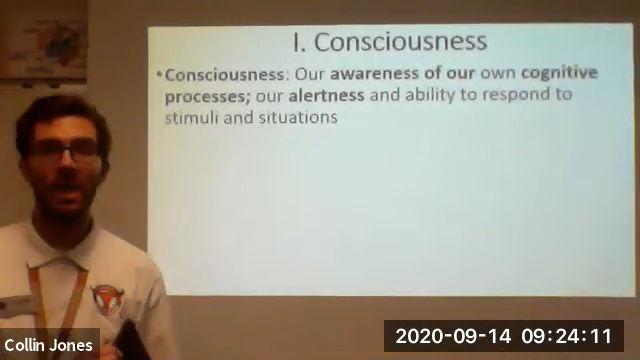 I. Consciousness
•Consciousness: Our awareness of our own cognitive
processes; our alertness and ability to respond to
stimuli and situations
Collin Jones
2020-09-14 09:24:11